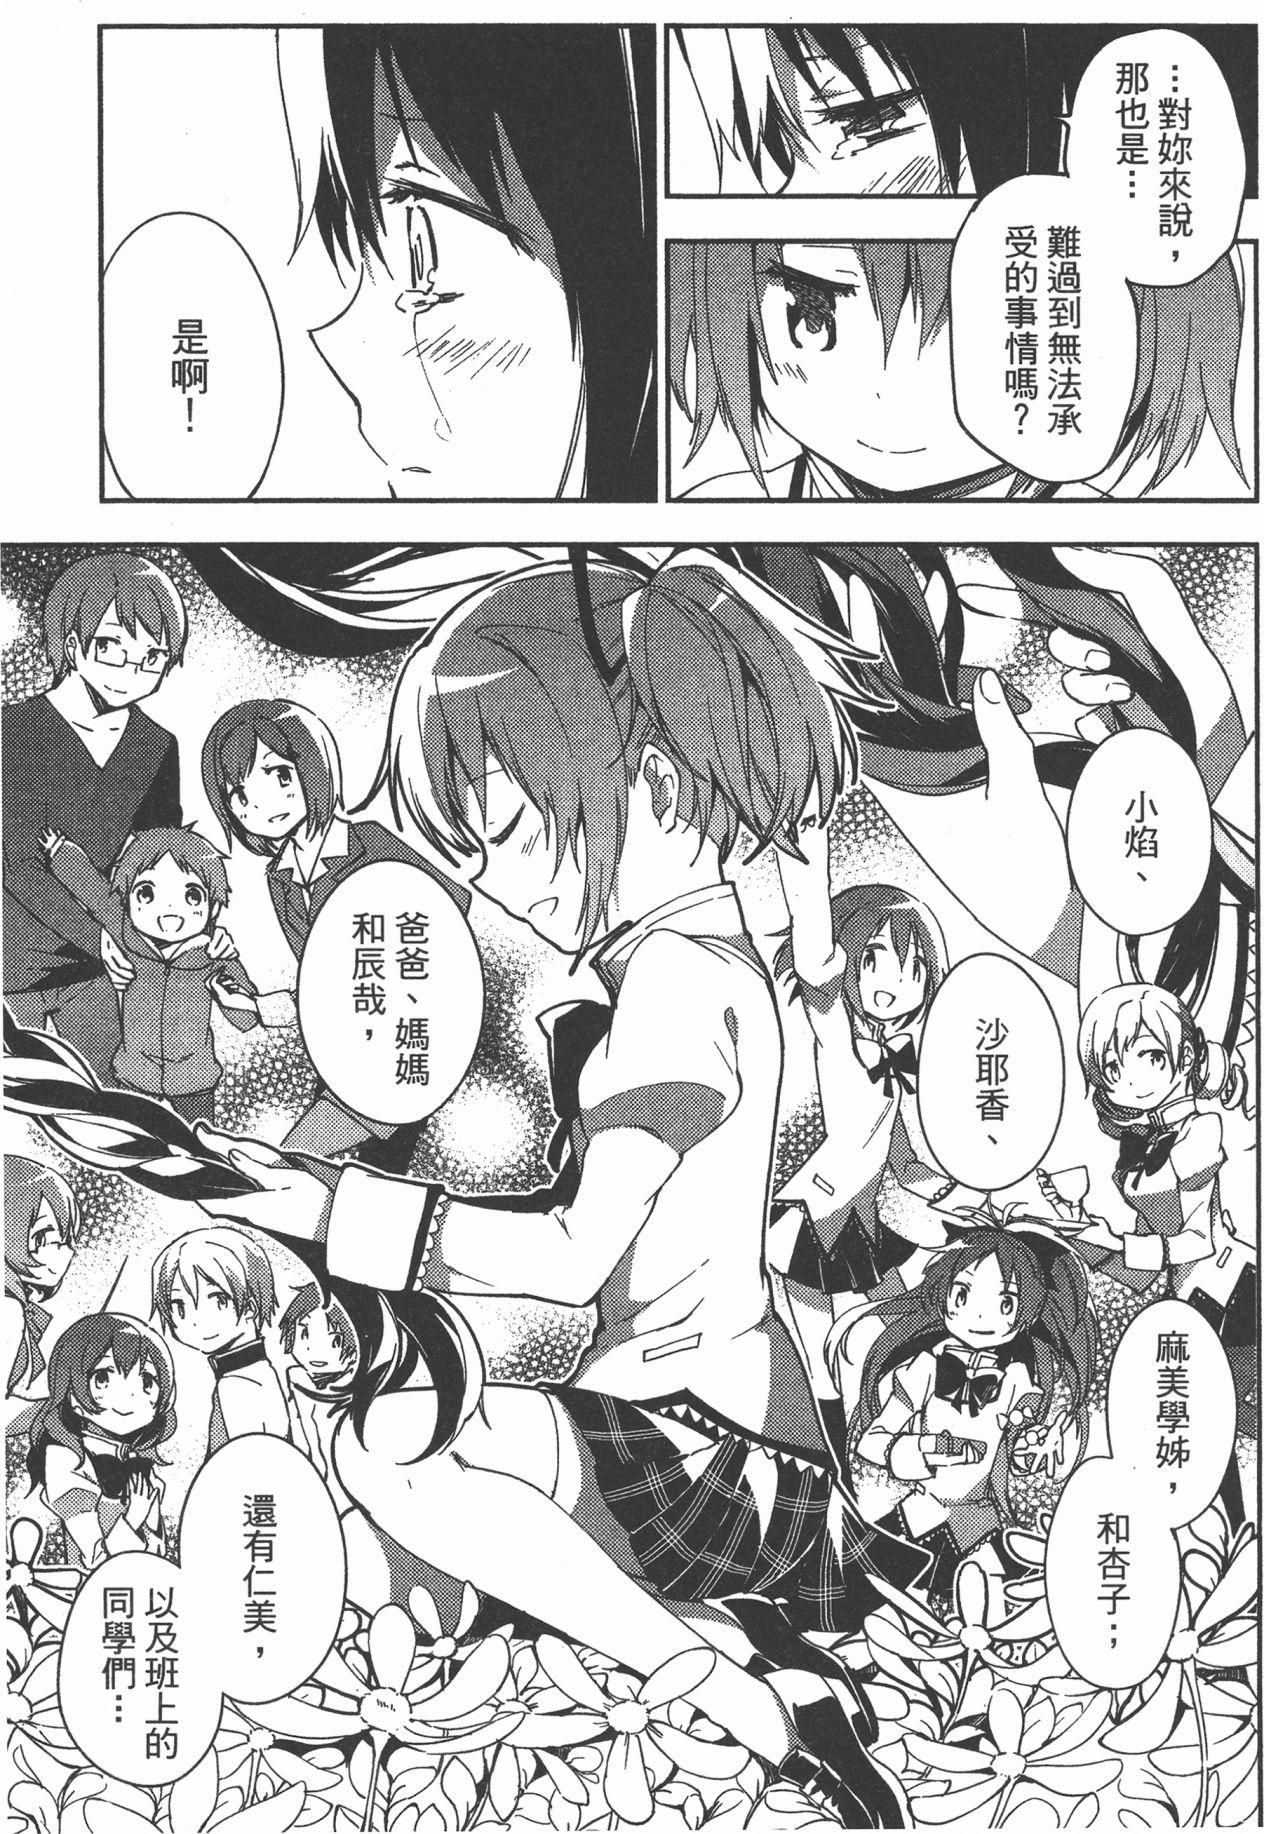 …對妳來說，
那也是…
難過到無法承
受的事情嗎？
是啊！
小焰、
沙耶香、
麻美學姊，
和杏子；
爸爸、媽媽
和辰哉，
還有仁美，
以及班上的
同學們…